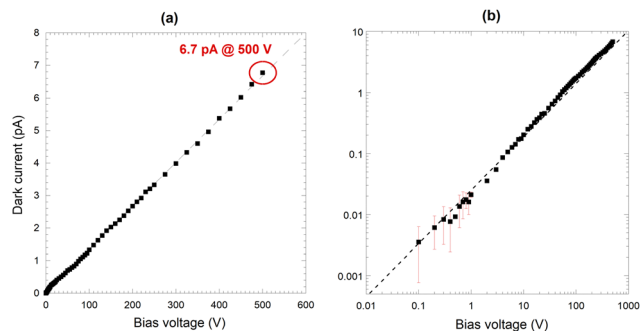 (a)
(b)
6.7 pA @ 500 V
Dark current (pA)
8
7
6
5
4
3
2
1
0
0 100 200 300 400 500 600
Bias voltage (V)
10
1
0.1
0.01
0.001
0.01 0.1 1 10 100 1000
Bias voltage (V)